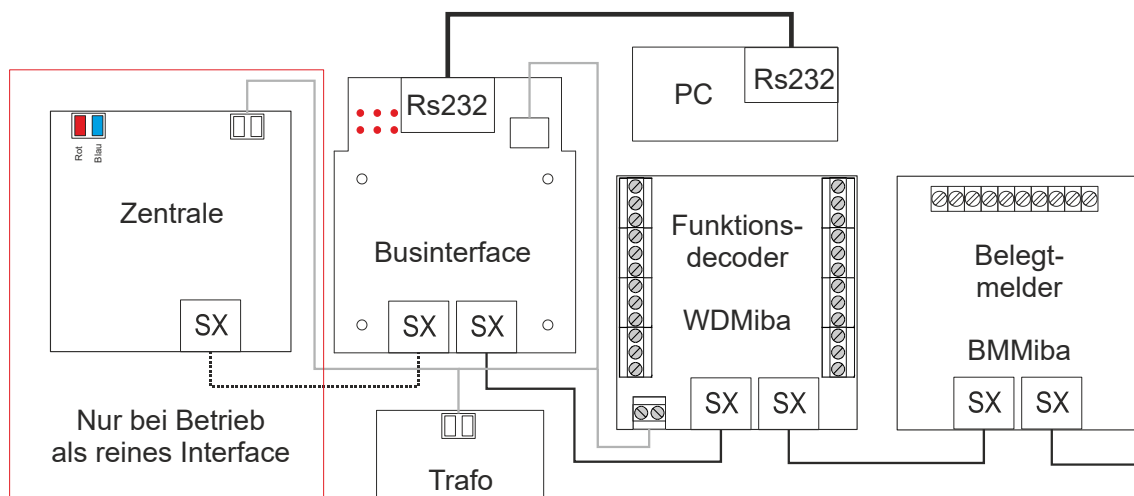 Rot
Blau
Zentrale
SX
Nur bei Betrieb
als reines Interface
Rs232
Businterface
SX
SX
Trafo
PC
Rs232
Funktions-
decoder
WDMiba
SX
SX
Belegt-
melder
BMMiba
SX
SX